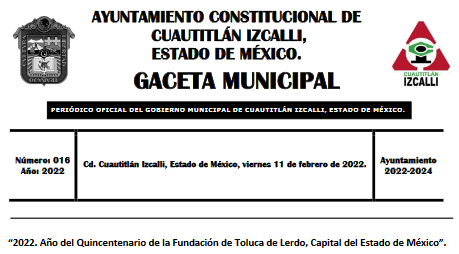 AYUNTAMIENTO CONSTITUCIONAL DE
CUAUTITLÁN IZCALLI,
ESTADO DE MÉXICO.
GACETA MUNICIPAL
CUAUTITLÁN
IZCALLI
PERIÓDICO OFICIAL DEL GOBIERNO MUNICIPAL DE CUAUTITLÁN IZCALLI, ESTADO DE MÉXICO.
Número: 016
Año: 2022
Cd. Cuautitlán Izcalli, Estado de México, viernes 11 de febrero de 2022.
Ayuntamiento
2022-2024
“2022. Año del Quincentenario de la Fundación de Toluca de Lerdo, Capital del Estado de México”.